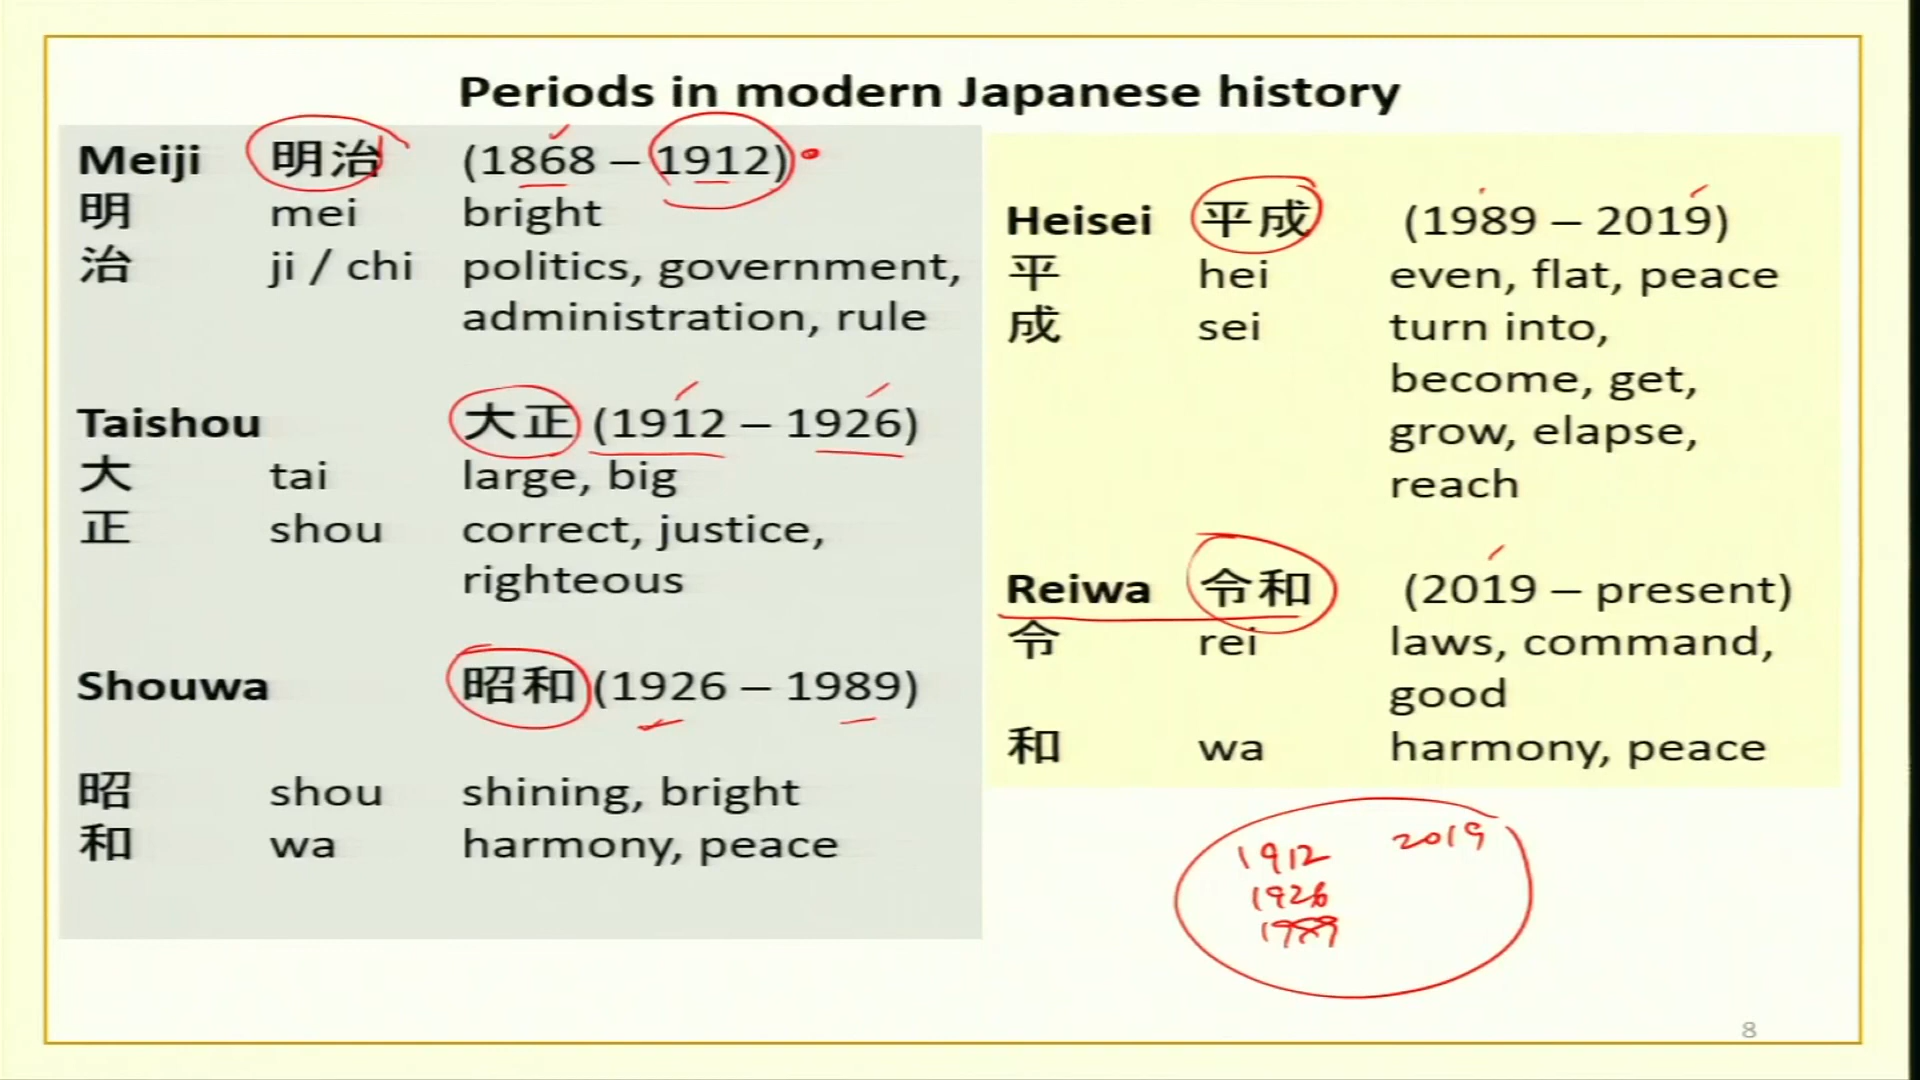 Periods in modern Japanese history
Meiji 明治 (1868 – 1912)
明 mei bright
治 ji / chi politics, government,
administration, rule
Taishou 大正 (1912 – 1926)
大 tai large, big
正 shou correct, justice,
righteous
Shouwa 昭和 (1926 – 1989)
昭 shou shining, bright
和 wa harmony, peace
Heisei 平成 (1989 – 2019)
平 hei even, flat, peace
成 sei turn into,
become, get,
grow, elapse,
reach
Reiwa 令和 (2019 – present)
令 rei laws, command,
good
和 wa harmony, peace
1912 2019
1926
1989
8